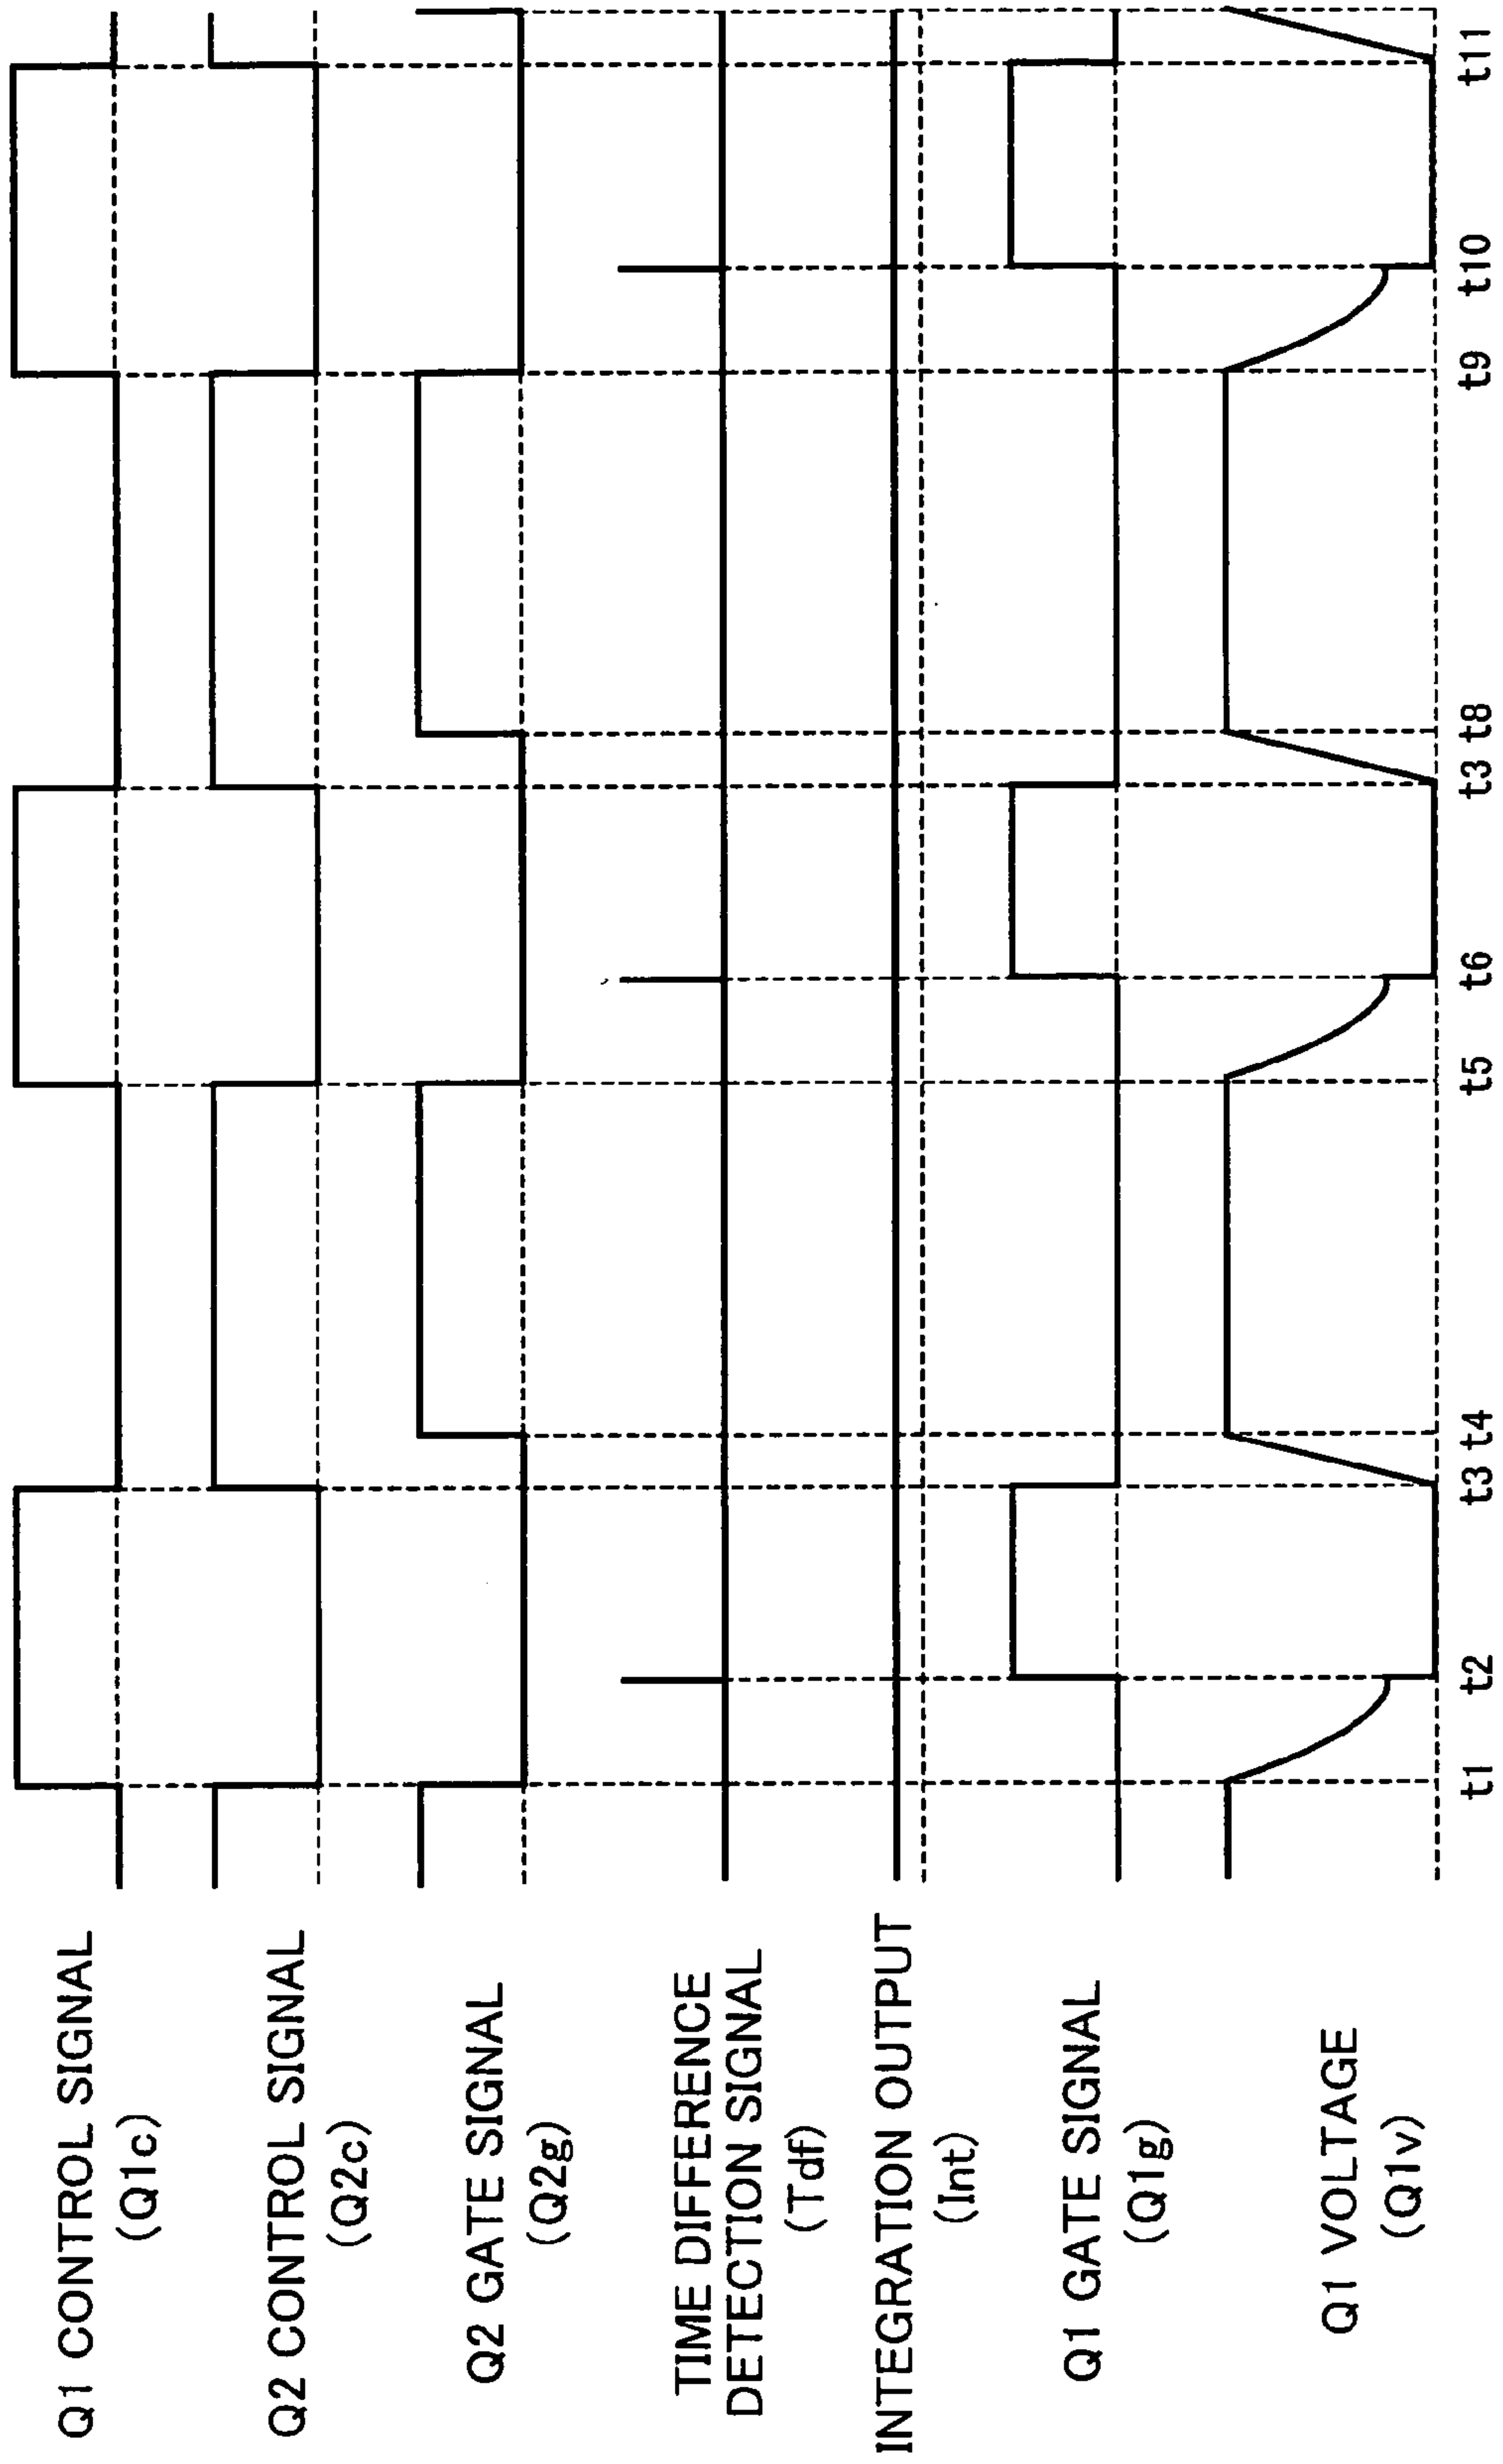 Q1 CONTROL SIGNAL
(Q1c)
Q2 CONTROL SIGNAL
(Q2c)
Q2 GATE SIGNAL
(Q2g)
TIME DIFFERENCE
DETECTION SIGNAL
(Tdf)
INTEGRATION OUTPUT
(Int)
Q1 GATE SIGNAL
(Q1g)
Q1 VOLTAGE
(Q1v)
t1 t2 t3 t4 t5 t6 t3 t8 t9 t10 t11